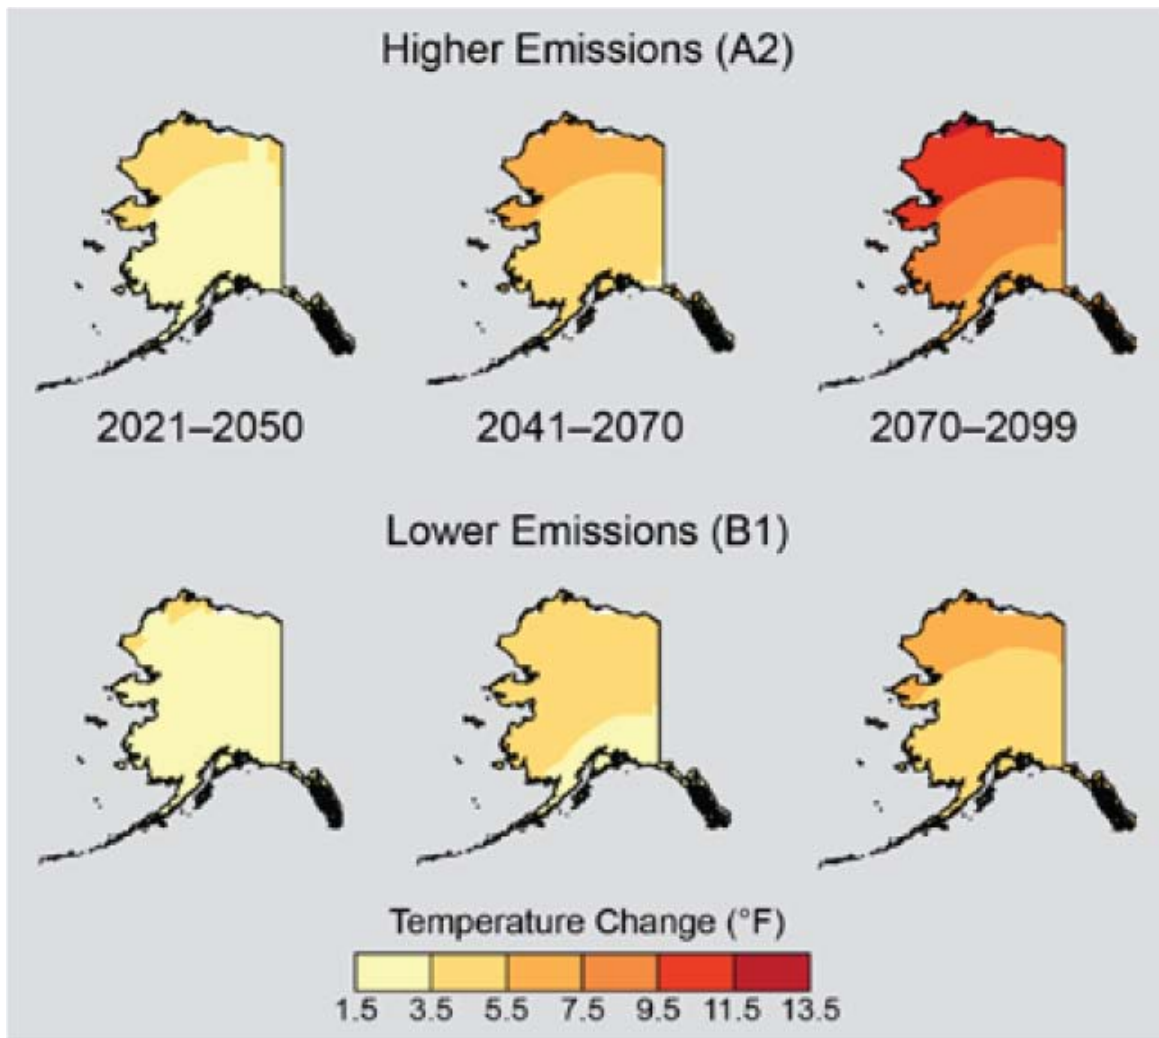 Higher Emissions (A2)
2021–2050 2041–2070 2070–2099
Lower Emissions (B1)
Temperature Change (°F)
1.5 3.5 5.5 7.5 9.5 11.5 13.5